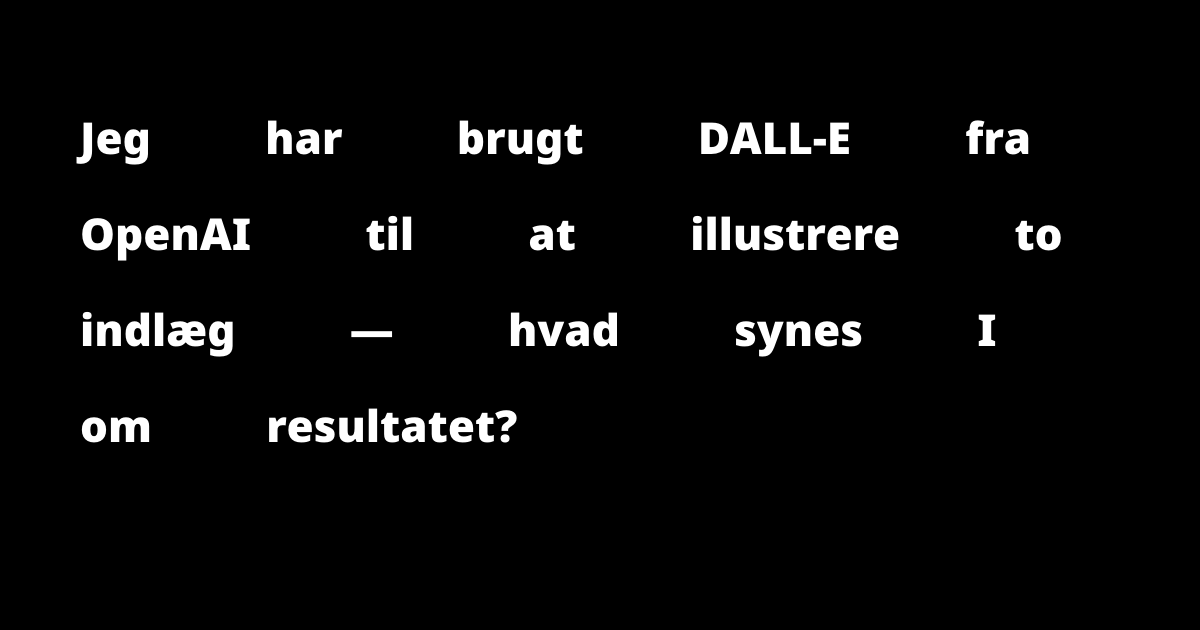 Jeg har brugt DALL-E fra
OpenAI til at illustrere to
indlæg — hvad synes I
om resultatet?